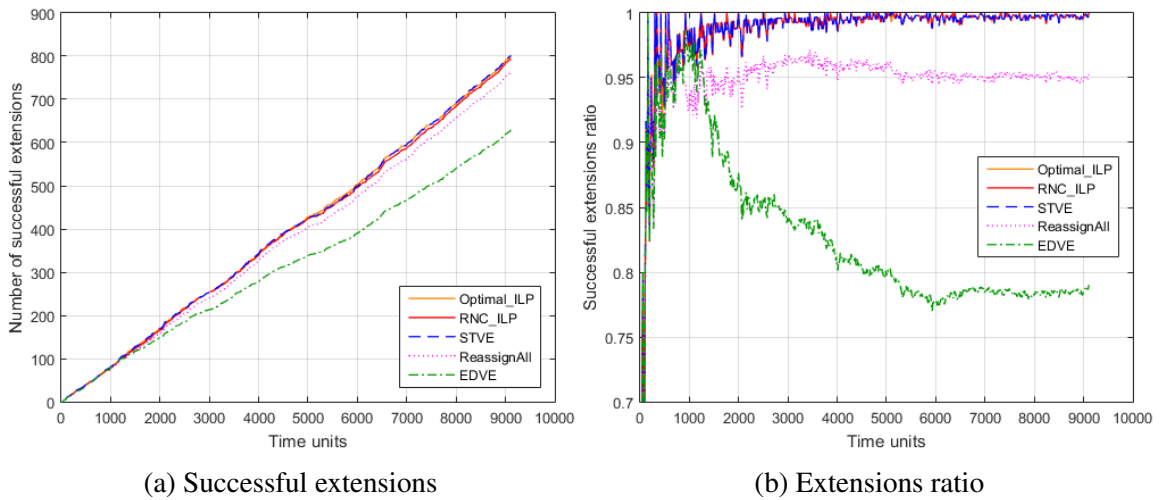 900
800
700
600
500
400
300
200
100
0
Number of successful extensions
0 1000 2000 3000 4000 5000 6000 7000 8000 9000 10000
Time units
Optimal_ILP
RNC_ILP
STVE
ReassignAll
EDVE
(a) Successful extensions
1
0.95
0.9
0.85
0.8
0.75
0.7
Successful extensions ratio
0 1000 2000 3000 4000 5000 6000 7000 8000 9000 10000
Time units
Optimal_ILP
RNC_ILP
STVE
ReassignAll
EDVE
(b) Extensions ratio